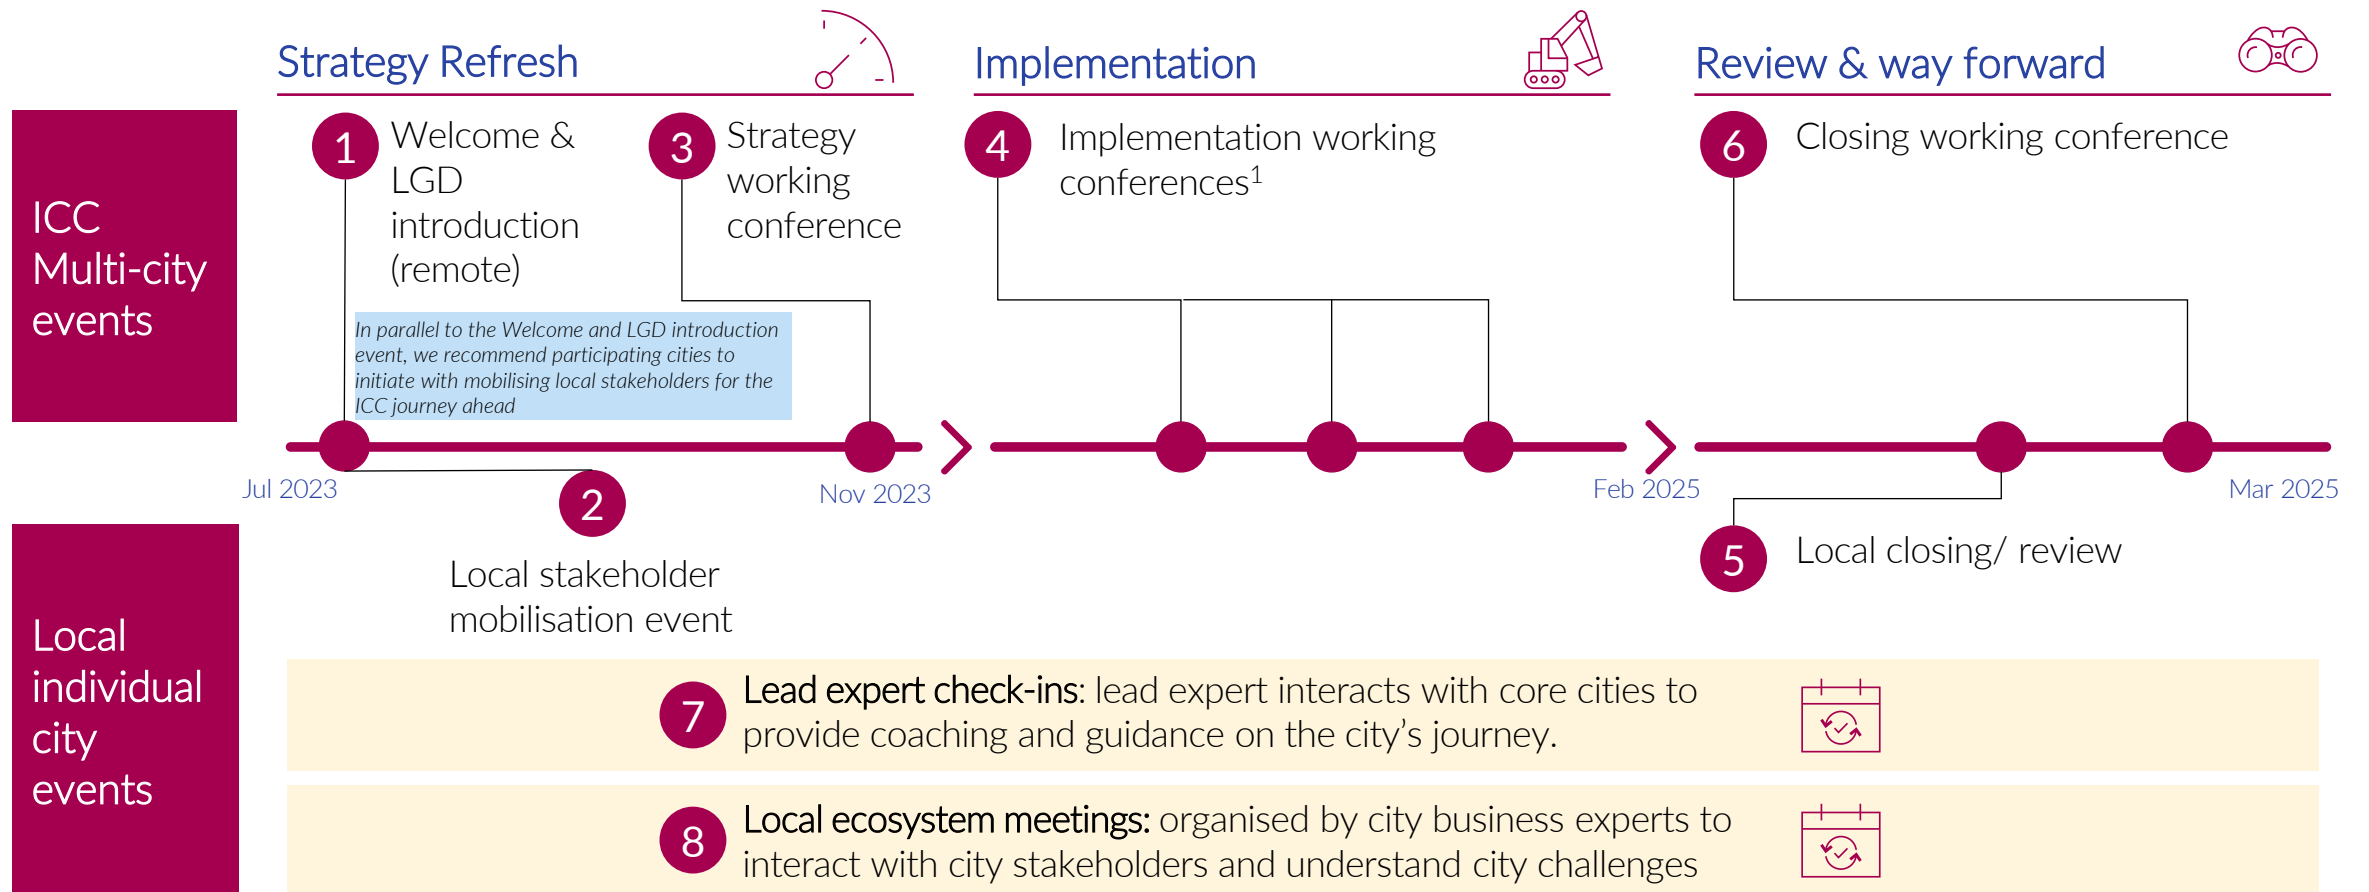 Strategy Refresh
Implementation
Review & way forward
ICC
Multi-city
events
1
Welcome &
LGD
introduction
(remote)
3
Strategy
working
conference
4
Implementation working
conferences¹
6
Closing working conference
In parallel to the Welcome and LGD introduction
event, we recommend participating cities to
initiate with mobilising local stakeholders for the
ICC journey ahead
Jul 2023
Nov 2023
Feb 2025
Mar 2025
2
Local stakeholder
mobilisation event
5
Local closing/ review
Local
individual
city
events
7
Lead expert check-ins: lead expert interacts with core cities to
provide coaching and guidance on the city’s journey.
8
Local ecosystem meetings: organised by city business experts to
interact with city stakeholders and understand city challenges